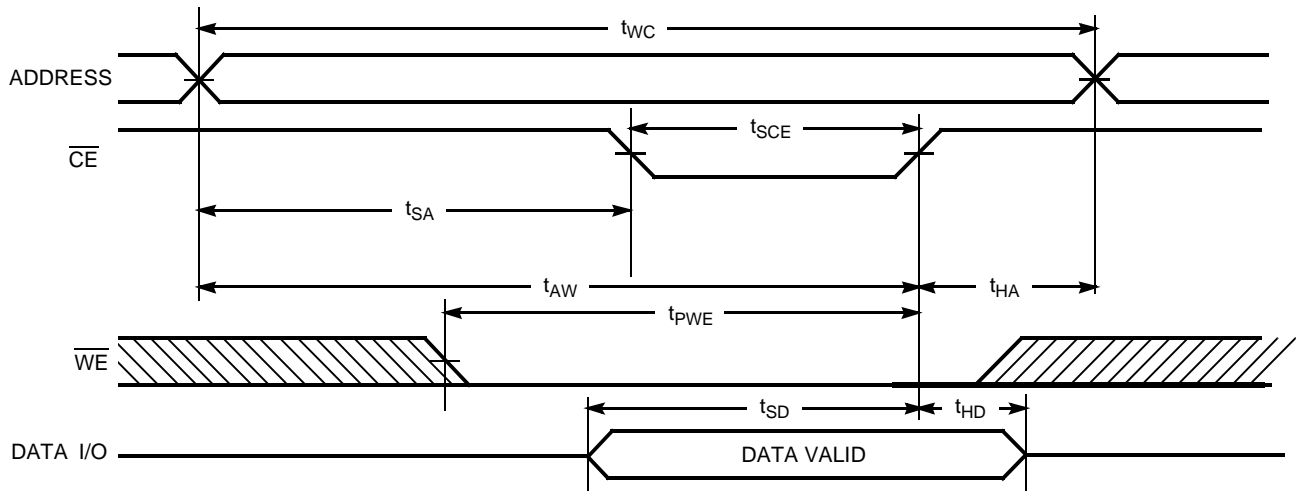 tWC
ADDRESS
tSCE
CE
tSA
tAW
tHA
tPWE
WE
tSD
tHD
DATA I/O
DATA VALID